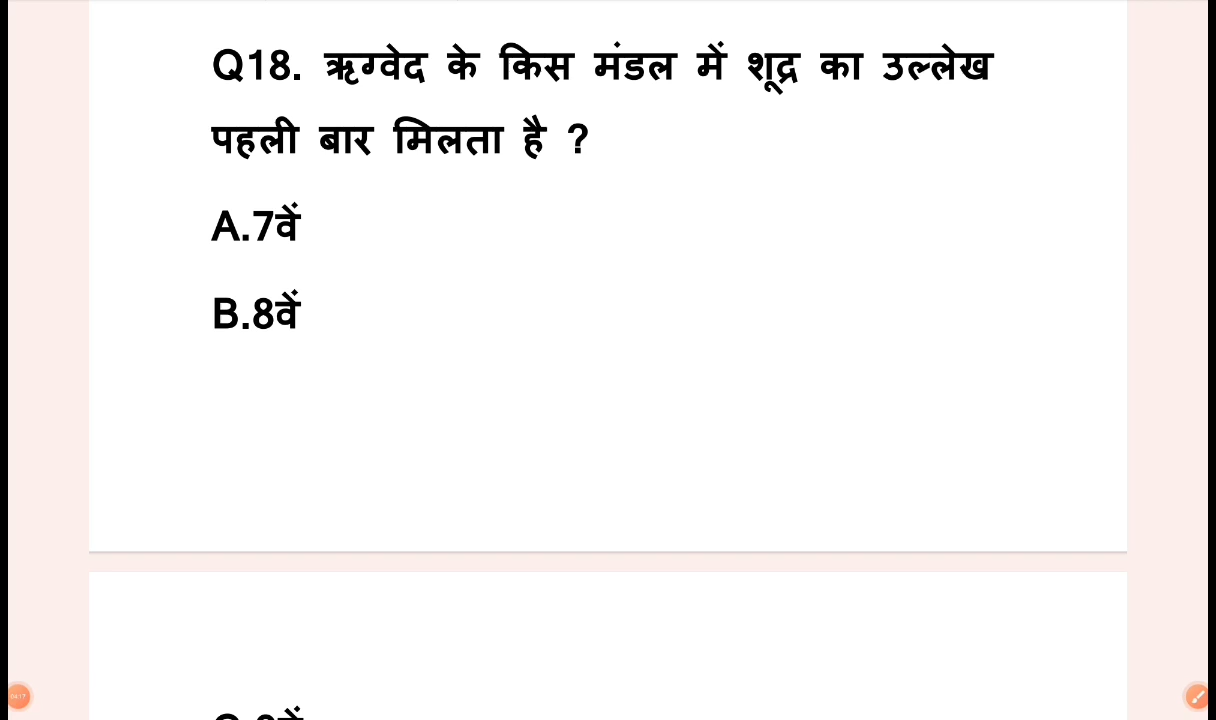 Q18. ऋग्वेद के किस मंडल में शूद्र का उल्लेख
पहली बार मिलता है ?
A.7वें
B.8वें